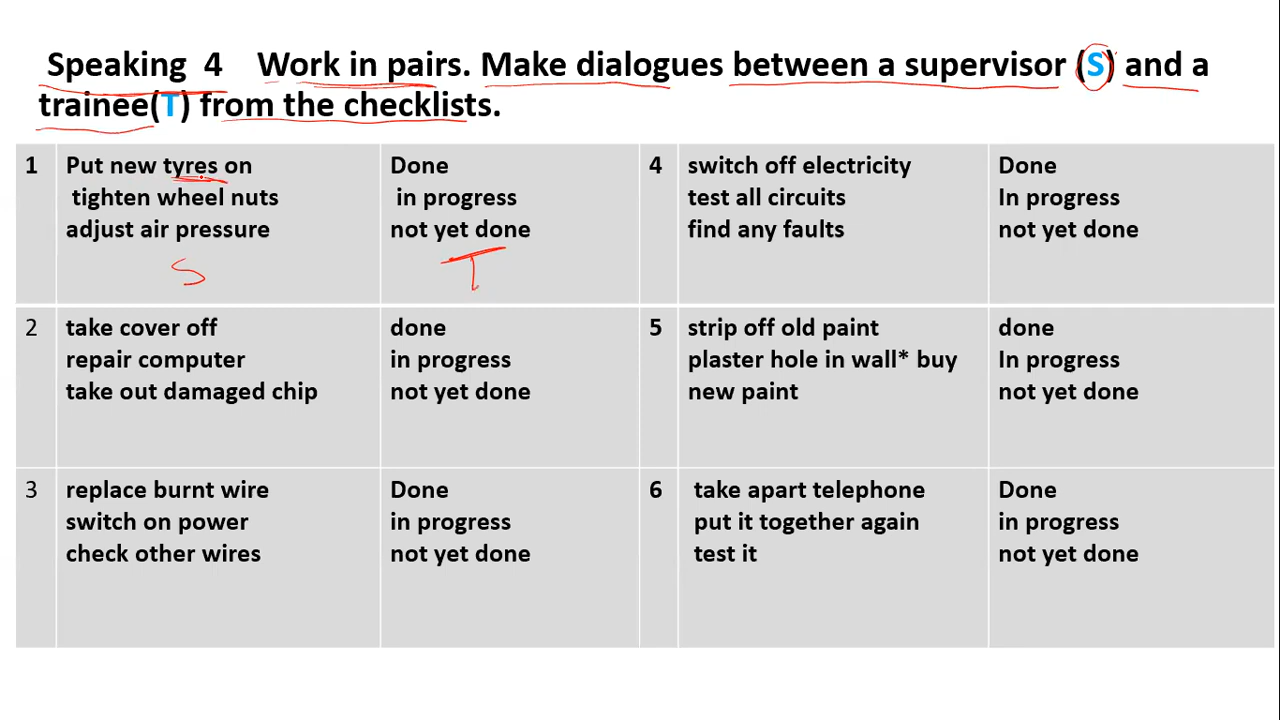 Speaking 4 Work in pairs. Make dialogues between a supervisor (S) and a
trainee(T) from the checklists.
1
Put new tyres on
tighten wheel nuts
adjust air pressure
S
Done
in progress
not yet done
T
4
switch off electricity
test all circuits
find any faults
Done
In progress
not yet done
2
take cover off
repair computer
take out damaged chip
done
in progress
not yet done
5
strip off old paint
plaster hole in wall* buy
new paint
done
In progress
not yet done
3
replace burnt wire
switch on power
check other wires
Done
in progress
not yet done
6
take apart telephone
put it together again
test it
Done
in progress
not yet done